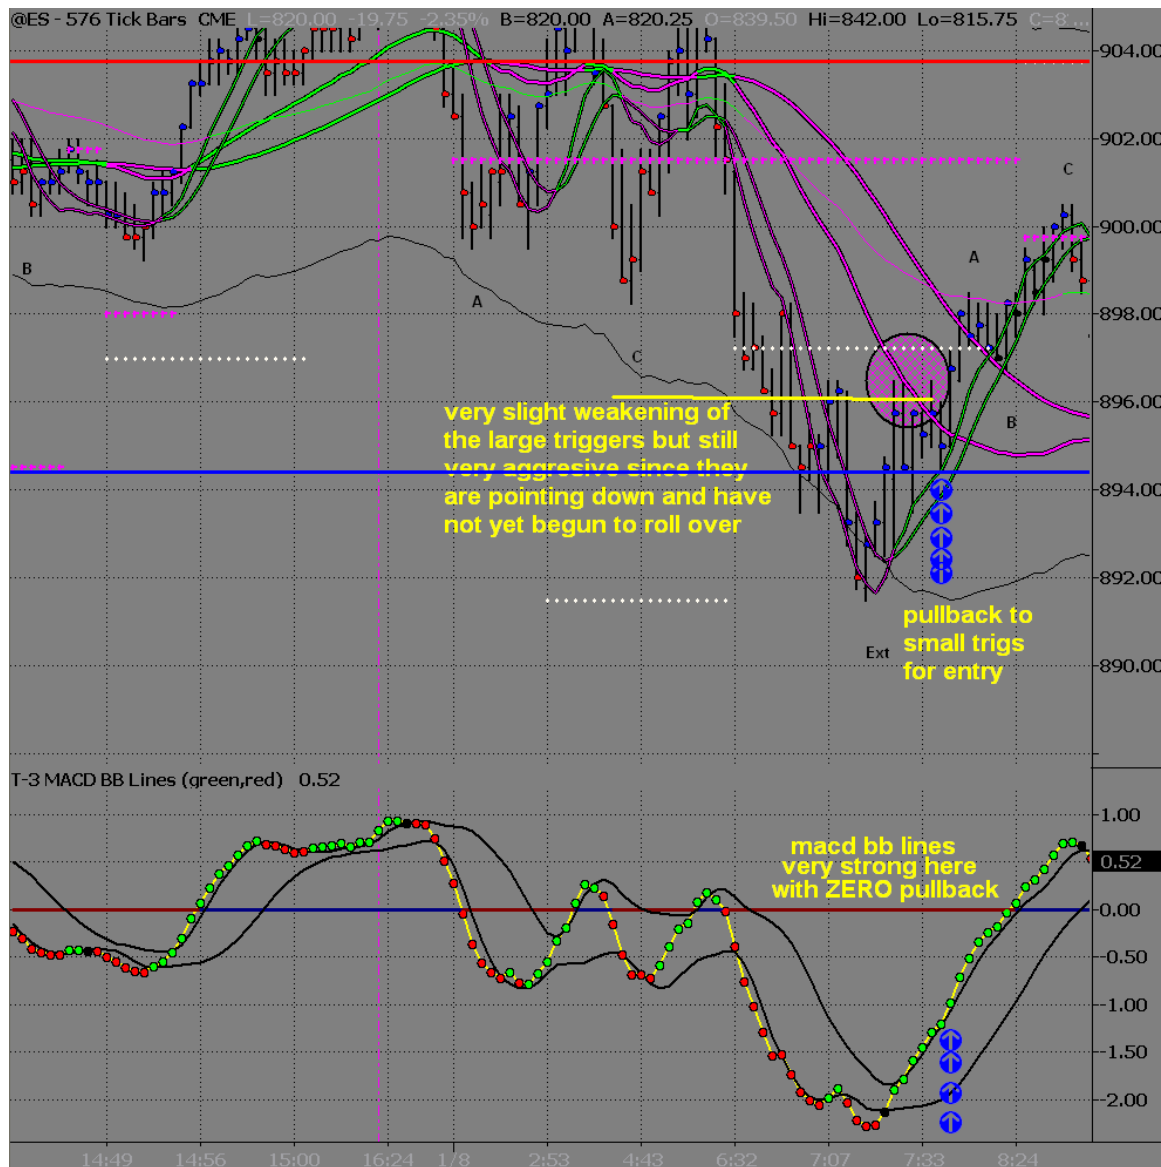 @ES - 576 Tick Bars CME L=820.00 -19.75 -2.35% B=820.00 A=820.25 O=839.50 Hi=842.00 Lo=815.75 C=8 ...
904.00
902.00
C
900.00
B
A
A
898.00
C
896.00
very slight weakening of
the large triggers but still
very aggresive since they
are pointing down and have
not yet begun to roll over
B
894.00
892.00
pullback to
small trigs
for entry
Ext
890.00
T-3 MACD BB Lines (green,red) 0.52
1.00
macd bb lines
very strong here
with ZERO pullback
0.52
0.00
-0.50
-1.00
-1.50
-2.00
14:49 14:56 15:00 16:24 1/8 2:53 4:43 6:32 7:07 7:33 8:24